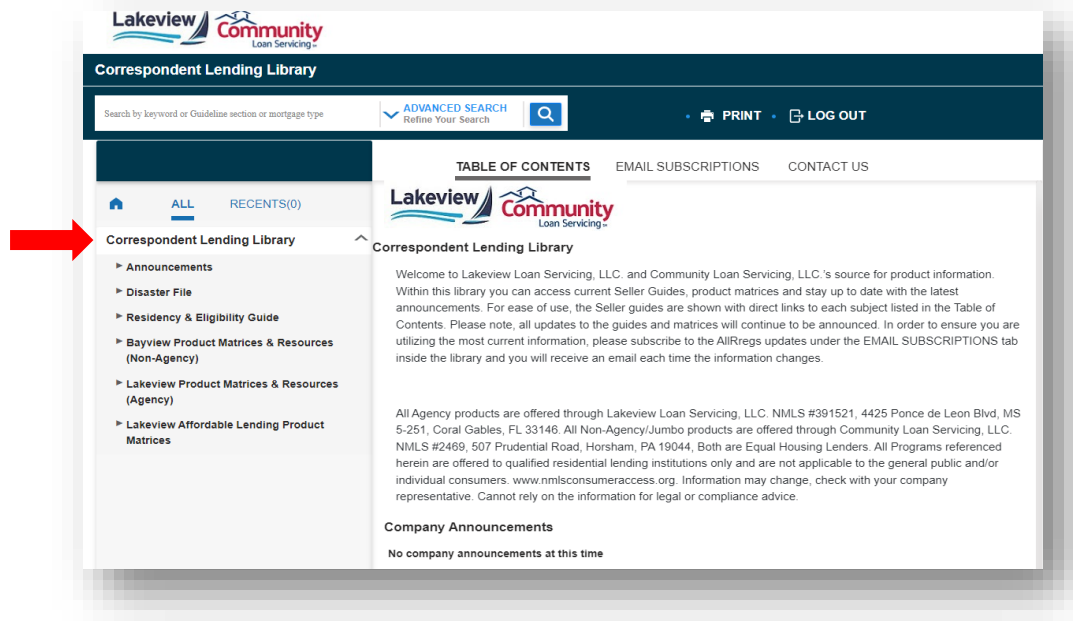 Lakeview Community
Loan Servicing
Correspondent Lending Library
Search by keyword or Guideline section or mortgage type
ADVANCED SEARCH
Refine Your Search
PRINT
LOG OUT
TABLE OF CONTENTS
EMAIL SUBSCRIPTIONS
CONTACT US
ALL
RECENTS(0)
Correspondent Lending Library
Announcements
Disaster File
Residency & Eligibility Guide
Bayview Product Matrices & Resources
(Non-Agency)
Lakeview Product Matrices & Resources
(Agency)
Lakeview Affordable Lending Product
Matrices
Lakeview Community
Loan Servicing
Correspondent Lending Library
Welcome to Lakeview Loan Servicing, LLC. and Community Loan Servicing, LLC.'s source for product information.
Within this library you can access current Seller Guides, product matrices and stay up to date with the latest
announcements. For ease of use, the Seller guides are shown with direct links to each subject listed in the Table of
Contents. Please note, all updates to the guides and matrices will continue to be announced. In order to ensure you are
utilizing the most current information, please subscribe to the AllRregs updates under the EMAIL SUBSCRIPTIONS tab
inside the library and you will receive an email each time the information changes.
All Agency products are offered through Lakeview Loan Servicing, LLC. NMLS #391521, 4425 Ponce de Leon Blvd, MS
5-251, Coral Gables, FL 33146. All Non-Agency/Jumbo products are offered through Community Loan Servicing, LLC.
NMLS #2469, 507 Prudential Road, Horsham, PA 19044, Both are Equal Housing Lenders. All Programs referenced
herein are offered to qualified residential lending institutions only and are not applicable to the general public and/or
individual consumers. www.nmlsconsumeraccess.org. Information may change, check with your company
representative. Cannot rely on the information for legal or compliance advice.
Company Announcements
No company announcements at this time